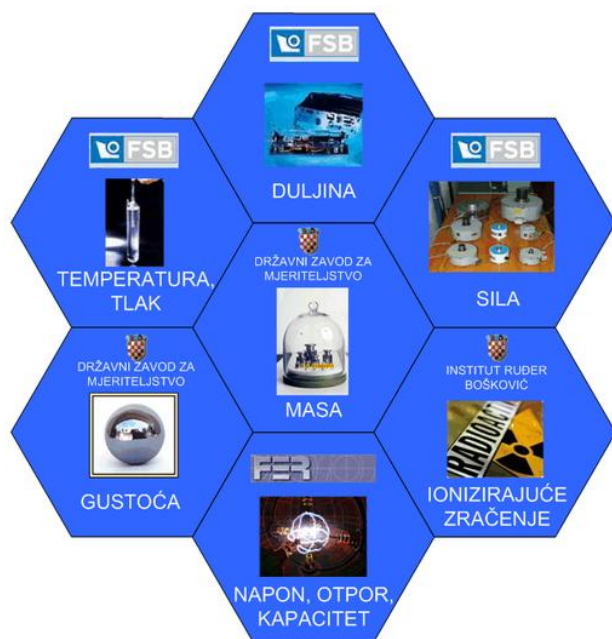 FSB
DULJINA
FSB
TEMPERATURA,
TLAK
FSB
SILA
DRŽAVNI ZAVOD ZA
MJERITELJSTVO
MASA
DRŽAVNI ZAVOD ZA
MJERITELJSTVO
GUSTOĆA
INSTITUT RUĐER
BOŠKOVIĆ
RADIOACTI
IONIZIRAJUĆE
ZRAČENJE
FER
NAPON, OTPOR,
KAPACITET